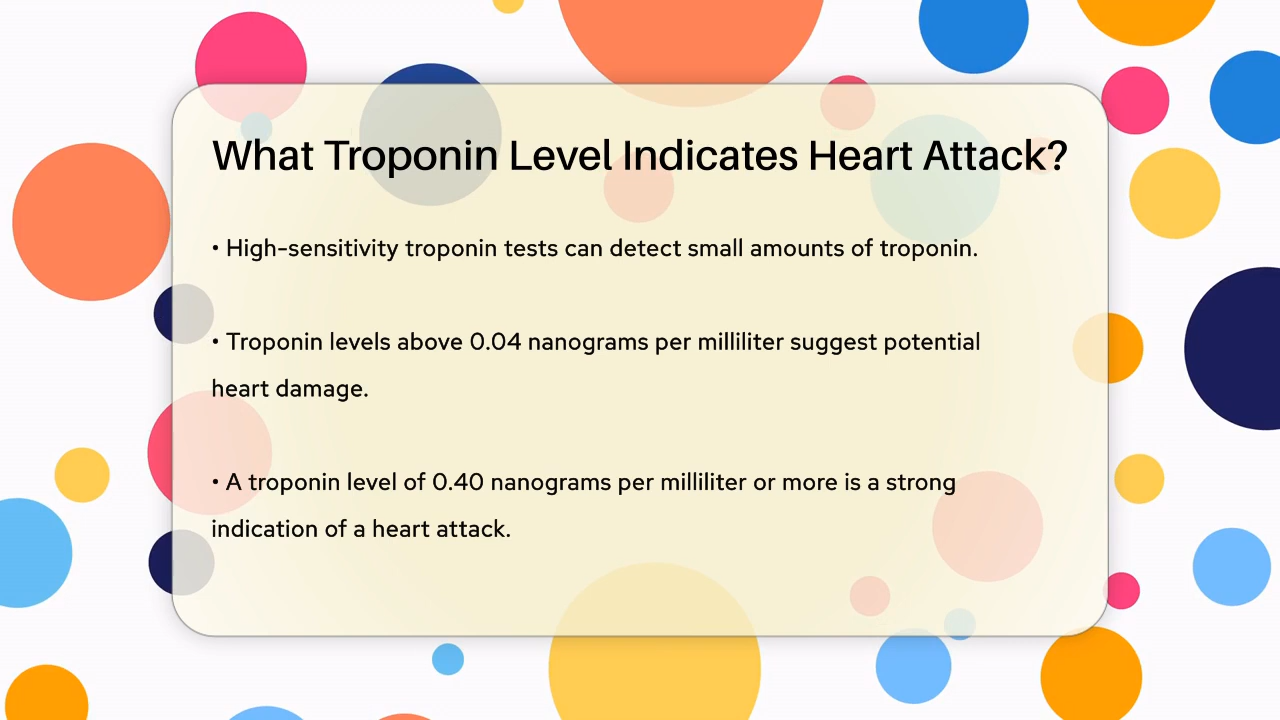 What Troponin Level Indicates Heart Attack?
• High-sensitivity troponin tests can detect small amounts of troponin.
• Troponin levels above 0.04 nanograms per milliliter suggest potential
heart damage.
• A troponin level of 0.40 nanograms per milliliter or more is a strong
indication of a heart attack.